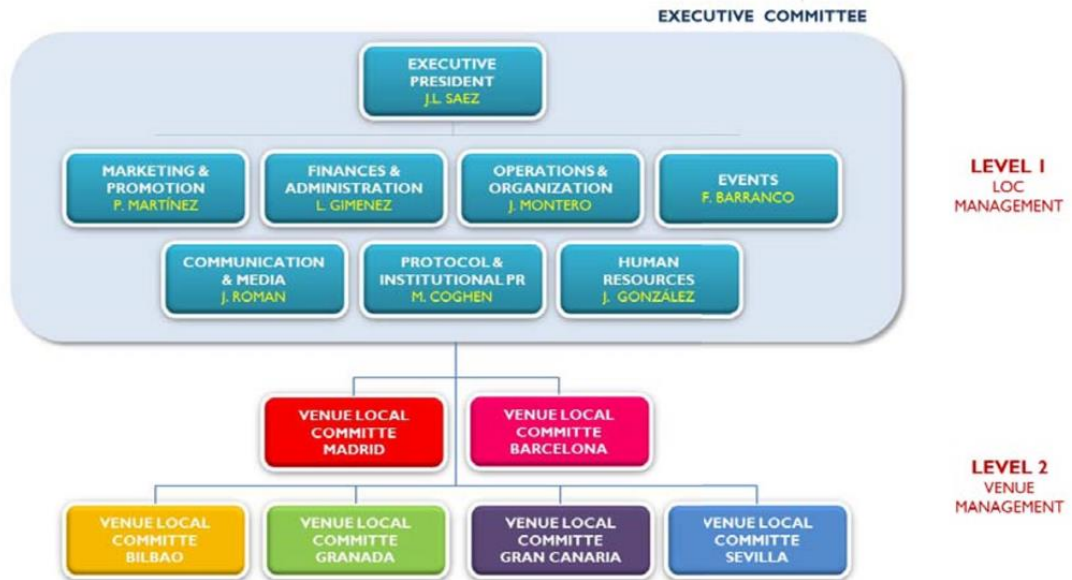 EXECUTIVE COMMITTEE
EXECUTIVE
PRESIDENT
J.L. SAEZ
MARKETING &
PROMOTION
P. MARTÍNEZ
FINANCES &
ADMINISTRATION
L. GIMENEZ
OPERATIONS &
ORGANIZATION
J. MONTERO
EVENTS
F. BARRANCO
LEVEL 1
LOC
MANAGEMENT
COMMUNICATION
& MEDIA
J. ROMAN
PROTOCOL &
INSTITUTIONAL PR
M. COGHEN
HUMAN
RESOURCES
J. GONZÁLEZ
VENUE LOCAL
COMMITTE
MADRID
VENUE LOCAL
COMMITTE
BARCELONA
LEVEL 2
VENUE
MANAGEMENT
VENUE LOCAL
COMMITTE
BILBAO
VENUE LOCAL
COMMITTE
GRANADA
VENUE LOCAL
COMMITTE
GRAN CANARIA
VENUE LOCAL
COMMITTE
SEVILLA